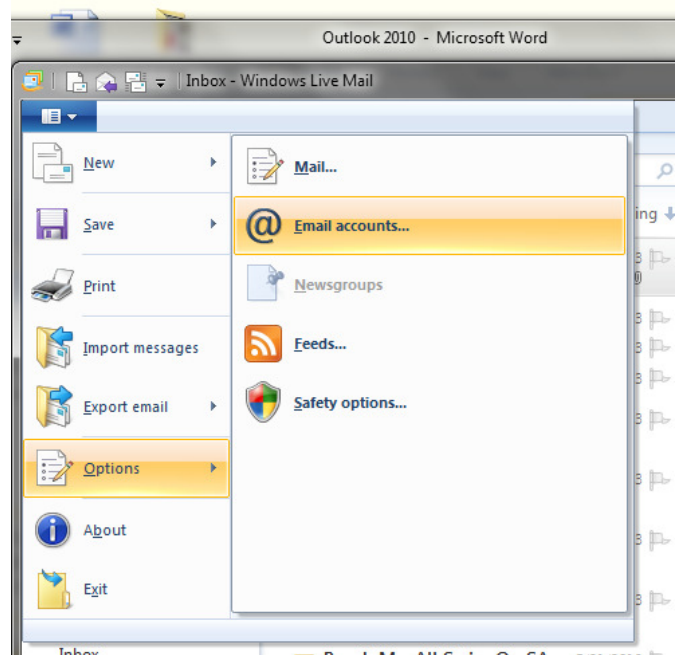 Outlook 2010 - Microsoft Word
Inbox - Windows Live Mail
New
Save
Print
Import messages
Export email
Options
About
Exit
Mail...
@ Email accounts...
Newsgroups
Feeds...
Safety options...
ing
Inbox